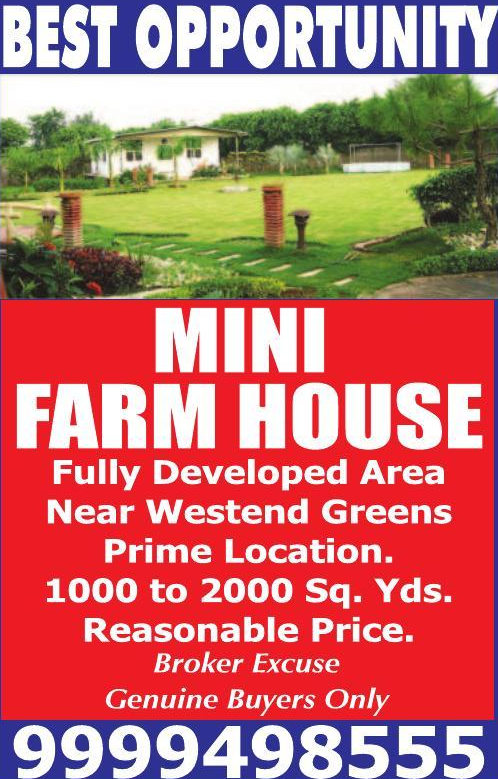 BEST OPPORTUNITY
MINI
FARM HOUSE
Fully Developed Area
Near Westend Greens
Prime Location.
1000 to 2000 Sq. Yds.
Reasonable Price.
Broker Excuse
Genuine Buyers Only
9999498555